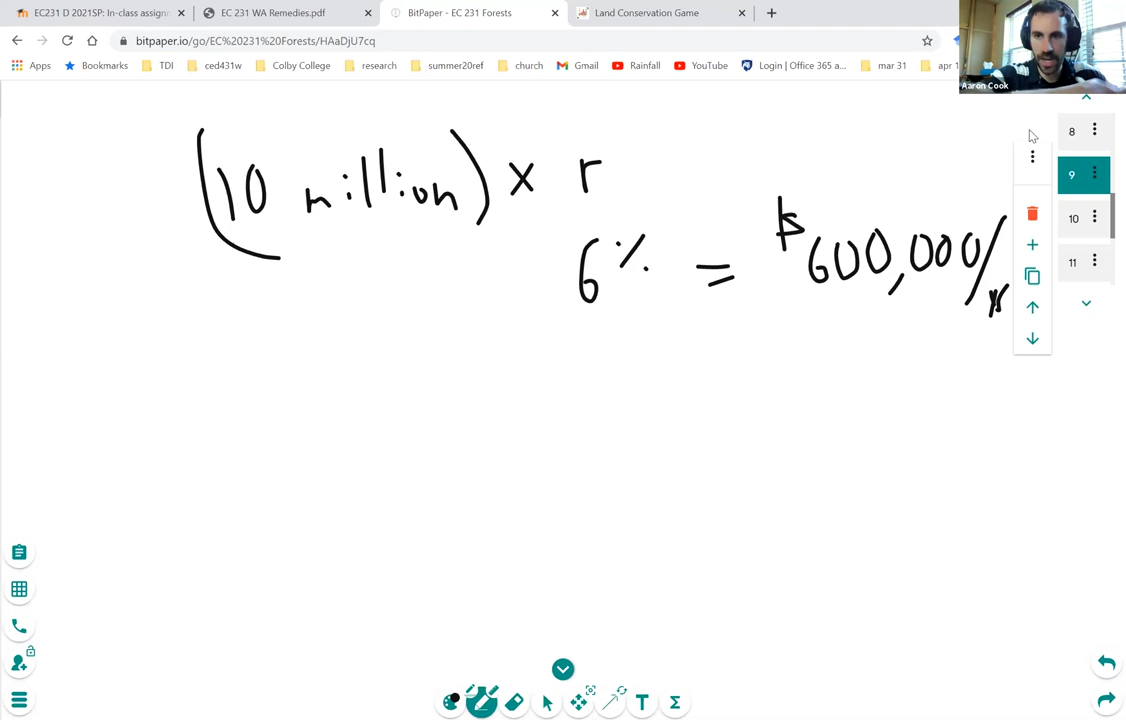 EC231 D 2021SP: In-class assignn
EC 231 WA Remedies.pdf
BitPaper - EC 231 Forests
Land Conservation Game
bitpaper.io/go/EC%20231%20Forests/HAaDjU7cq
Apps Bookmarks TDI ced431w Colby College research summer20ref church Gmail Rainfall YouTube Login | Office 365 a... mar 31 apr 1
Aaron Cook
(10 million) x r
6% = $600,000/
8
9
10
11
T
Σ